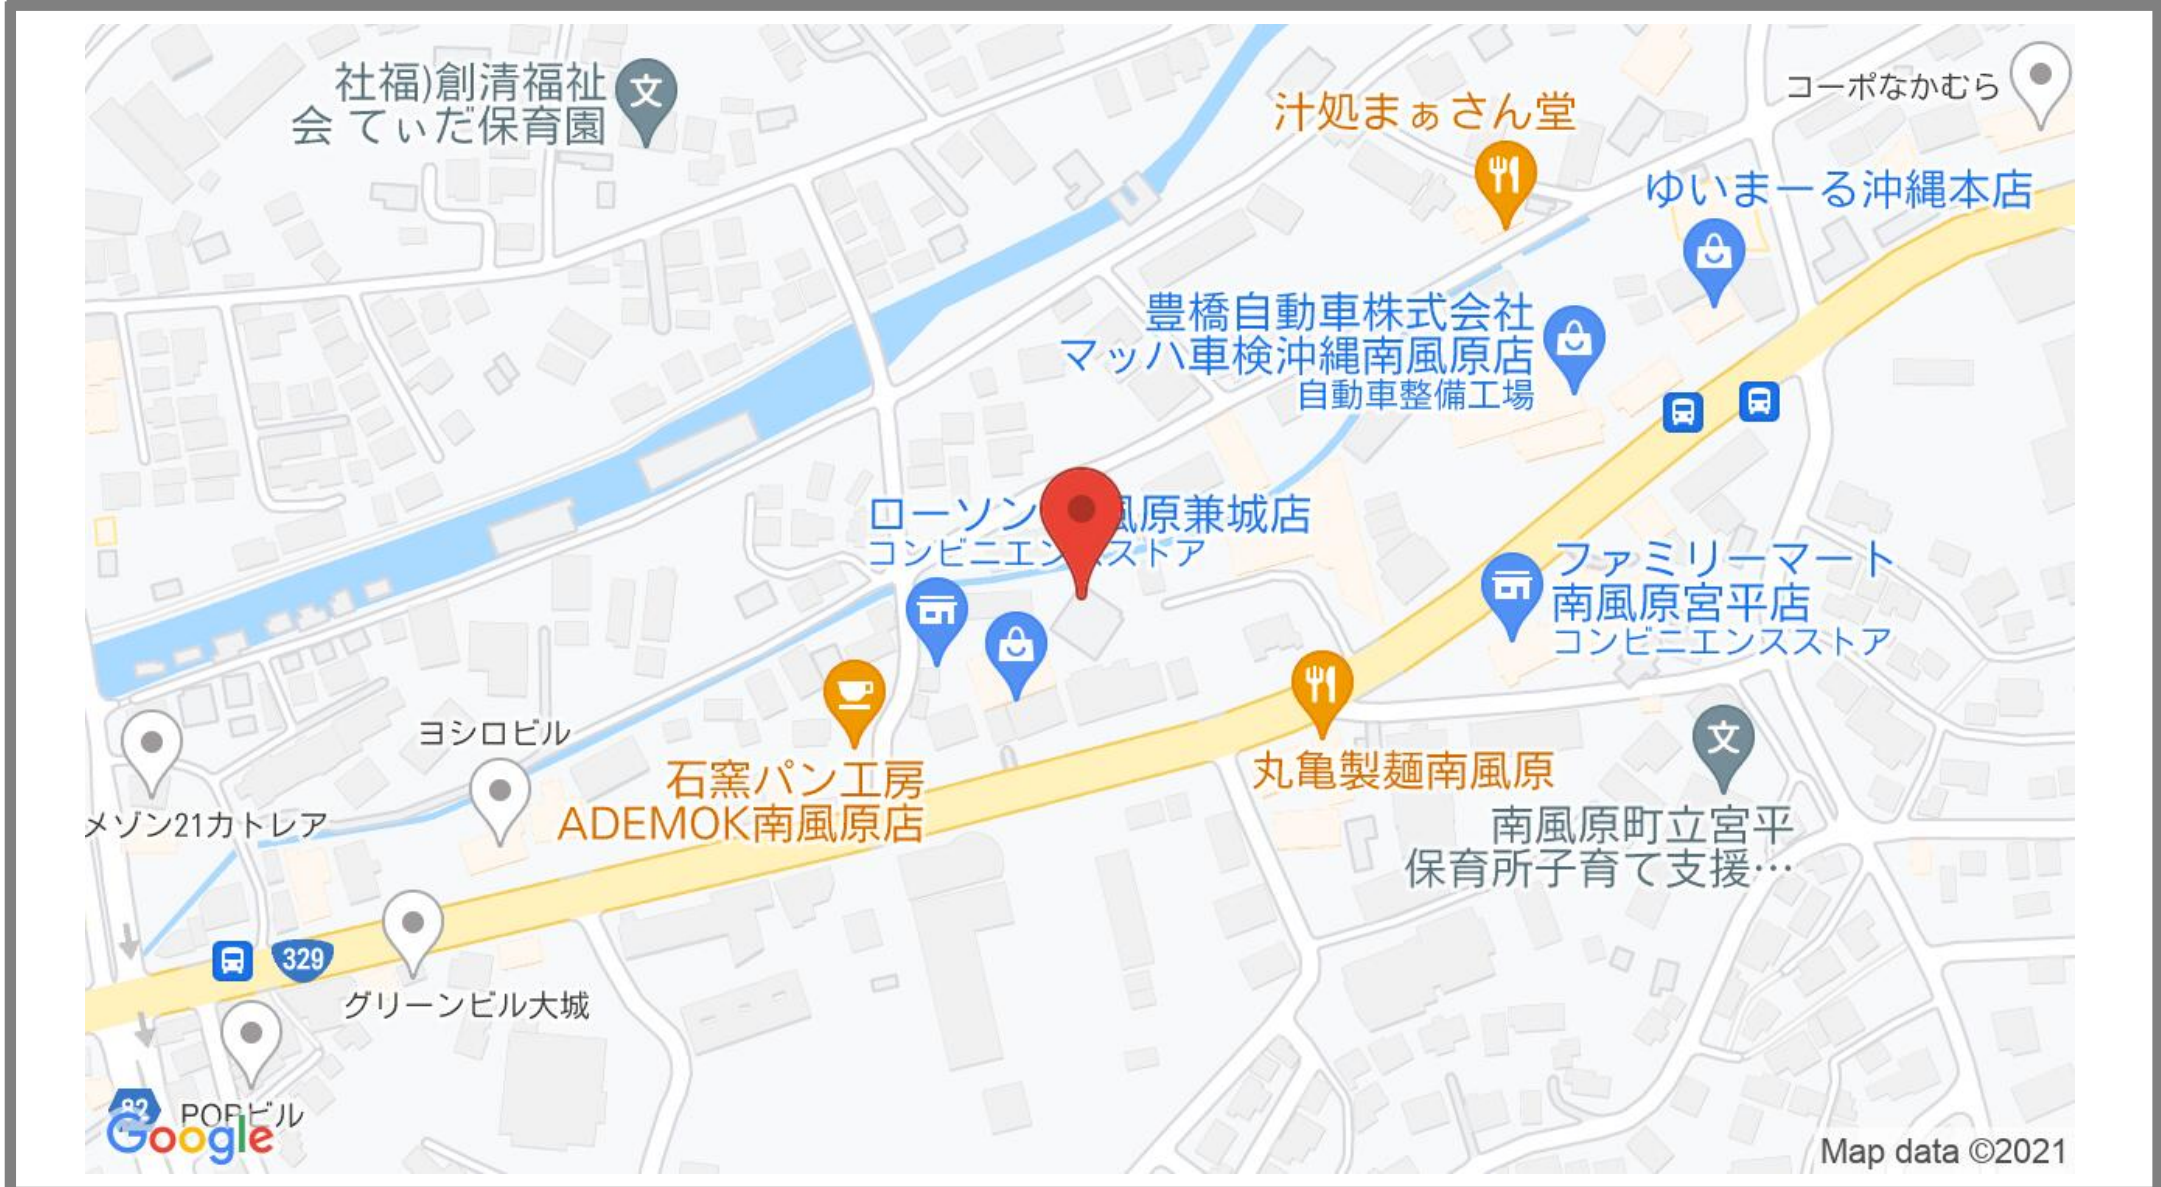 社福)創清福祉
会 てぃだ保育園
コーポなかむら
汁処まぁさん堂
ゆいまーる沖縄本店
豊橋自動車株式会社
マッハ車検沖縄南風原店
自動車整備工場
ローソン 風原兼城店
コンビニエンスストア
ファミリーマート
南風原宮平店
コンビニエンスストア
ヨシロビル
石窯パン工房
ADEMOK南風原店
丸亀製麺南風原
メゾン21カトレア
南風原町立宮平
保育所子育て支援…
329
グリーンビル大城
82
POPビル
Google
Map data ©2021